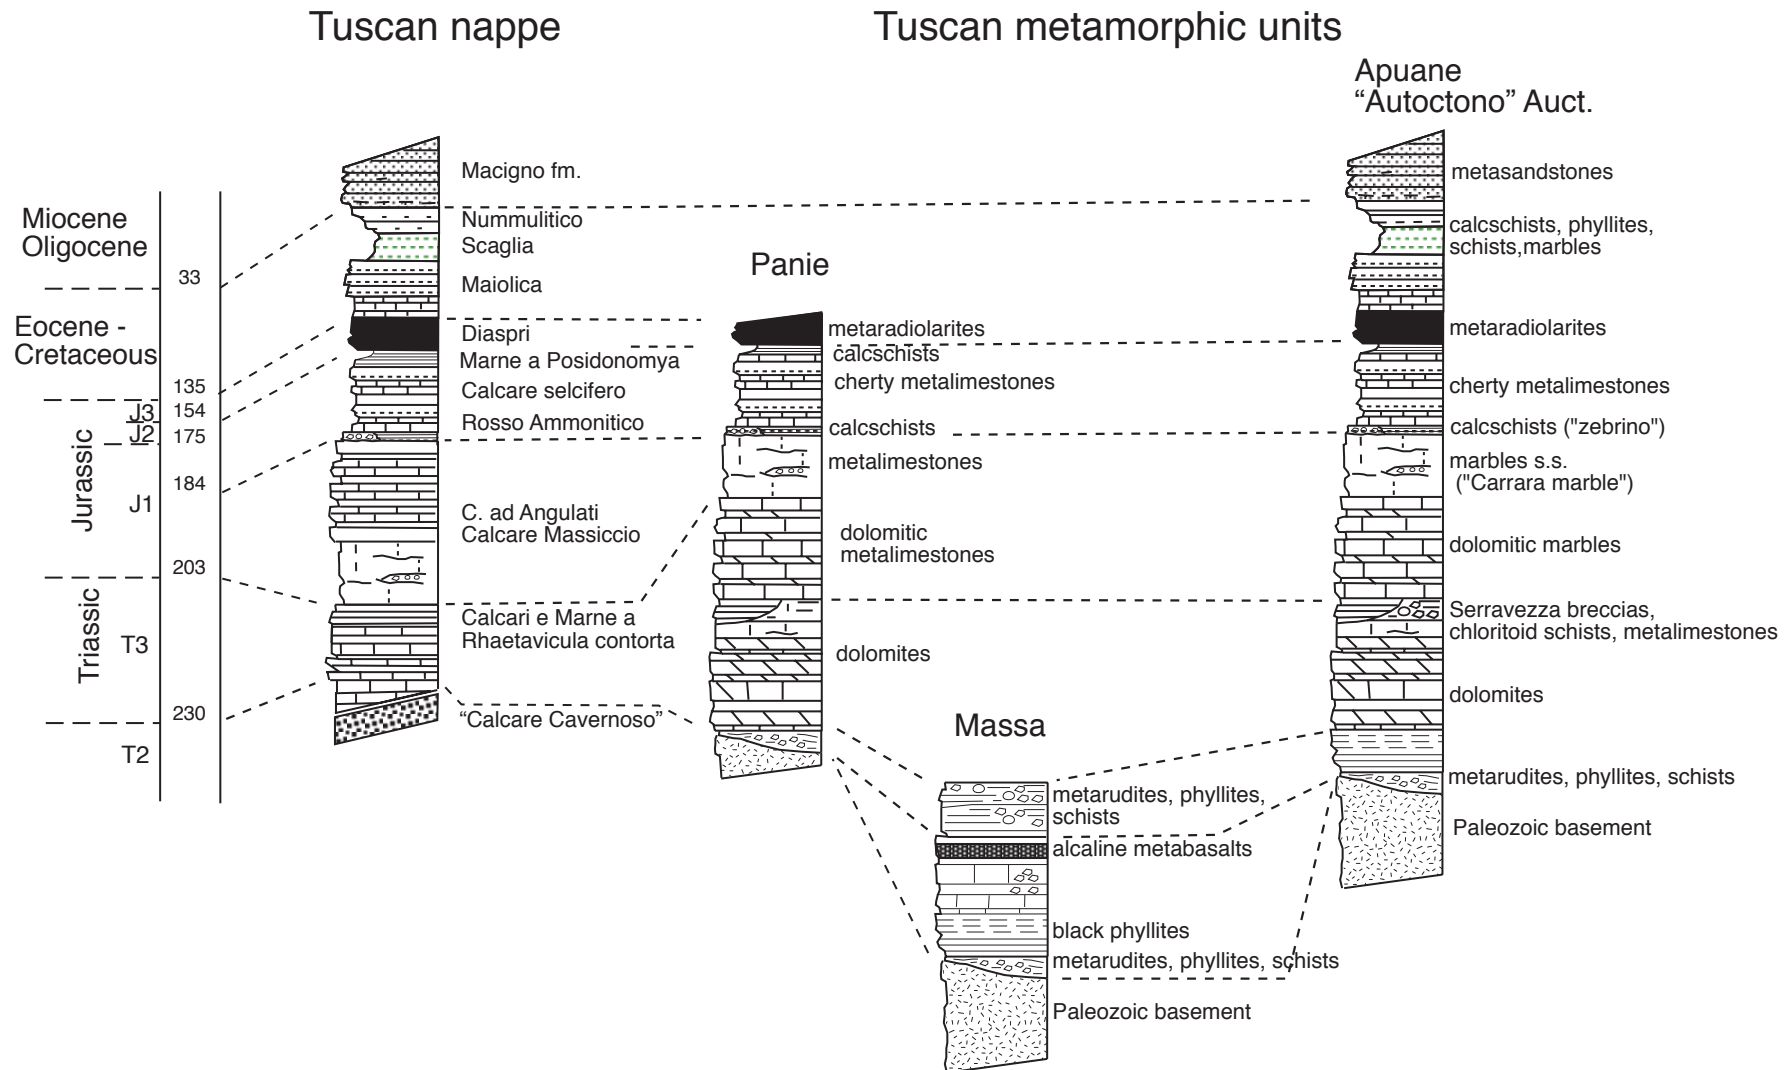 Tuscan nappe
Tuscan metamorphic units
Apuane
“Autoctono” Auct.
Miocene
Oligocene
Eocene -
Cretaceous
Jurassic
Triassic
J3
J2
J1
T3
T2
33
135
154
175
184
203
230
Macigno fm.
Nummulitico
Scaglia
Maiolica
Diaspri
Marne a Posidonomya
Calcare selcifero
Rosso Ammonitico
C. ad Angulati
Calcare Massiccio
Calcari e Marne a
Rhaetavicula contorta
“Calcare Cavernoso”
Panie
metaradiolarites
calcschists
cherty metalimestones
calcschists
metalimestones
dolomitic
metalimestones
dolomites
Massa
metarudites, phyllites,
schists
alcaline metabasalts
black phyllites
metarudites, phyllites, schists
Paleozoic basement
metasandstones
calcschists, phyllites,
schists,marbles
metaradiolarites
cherty metalimestones
calcschists ("zebrino")
marbles s.s.
("Carrara marble")
dolomitic marbles
Serravezza breccias,
chloritoid schists, metalimestones
dolomites
metarudites, phyllites, schists
Paleozoic basement